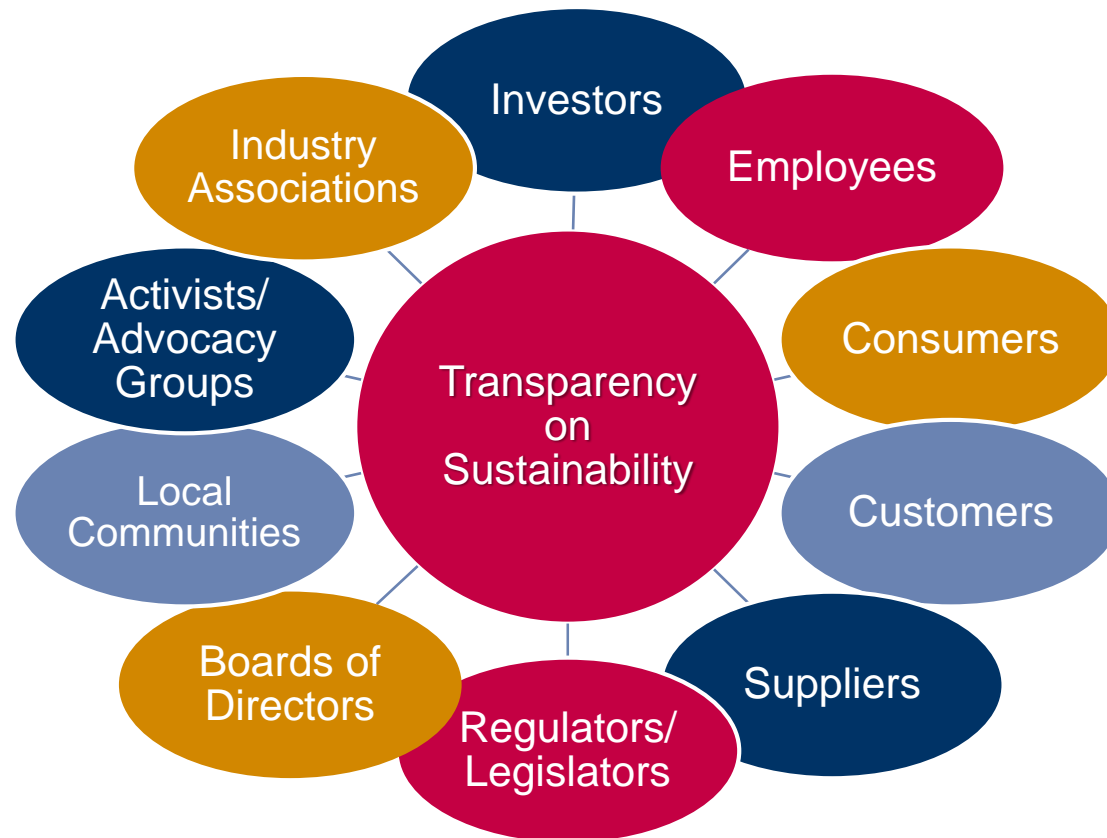 Investors
Employees
Industry
Associations
Consumers
Activists/
Advocacy
Groups
Transparency
on
Sustainability
Customers
Local
Communities
Suppliers
Boards of
Directors
Regulators/
Legislators